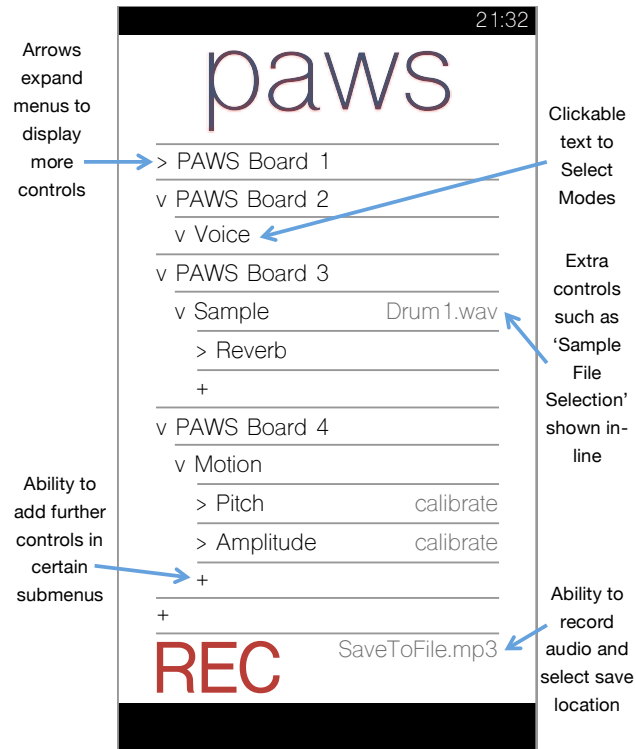 21:32
paws
> PAWS Board 1
v PAWS Board 2
v Voice
v PAWS Board 3
v Sample Drum1.wav
> Reverb
+
v PAWS Board 4
v Motion
> Pitch calibrate
> Amplitude calibrate
+
+
REC SaveToFile.mp3
Arrows
expand
menus to
display
more
controls
Ability to
add further
controls in
certain
submenus
Clickable
text to
Select
Modes
Extra
controls
such as
‘Sample
File
Selection’
shown in-
line
Ability to
record
audio and
select save
location